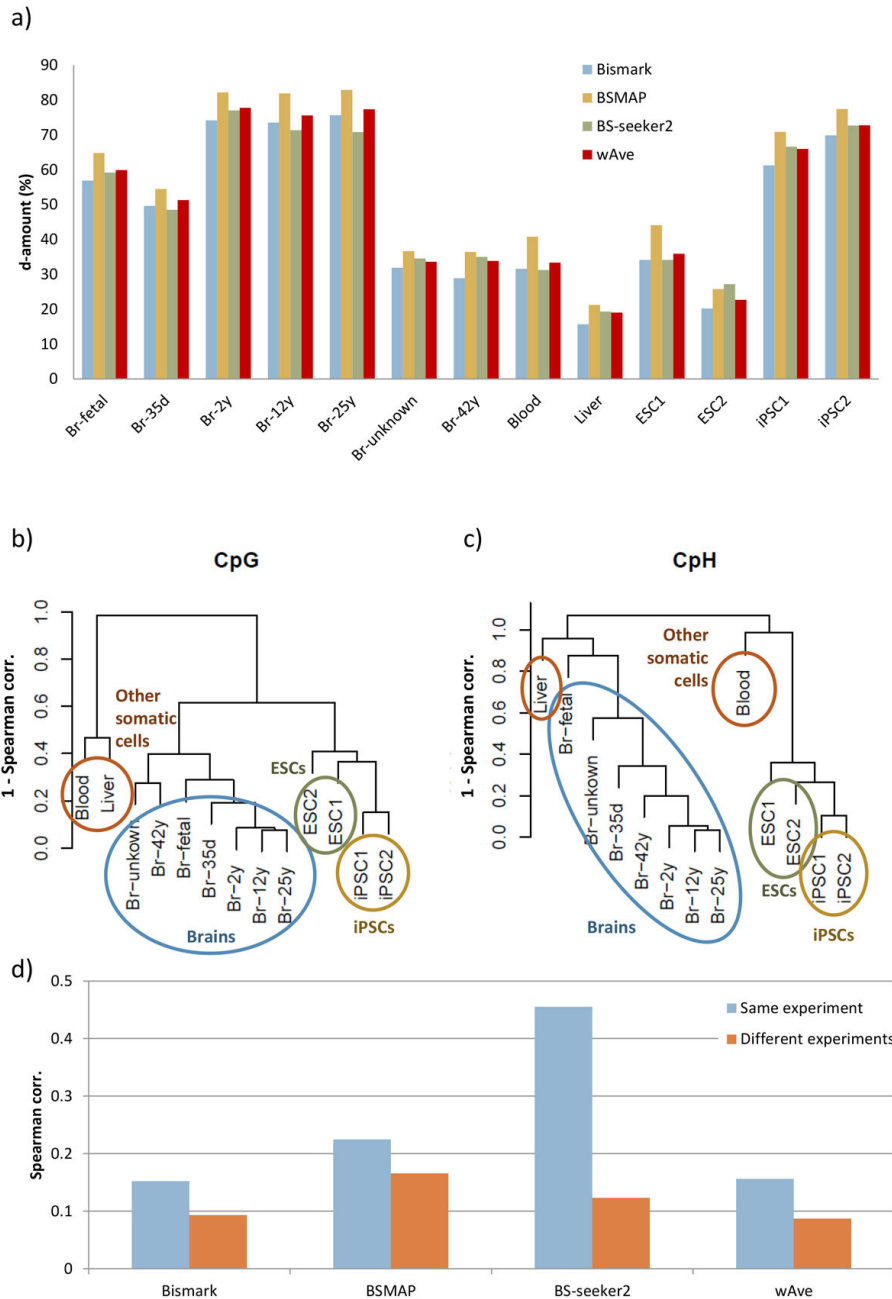 a)
90
80
70
60
50
40
30
20
10
0
d-amount (%)
Bismark
BSMAP
BS-seeker2
wAve
Br-fetal
Br-35d
Br-2y
Br-12y
Br-25y
Br-unknown
Br-42y
Blood
Liver
ESC1
ESC2
iPSC1
iPSC2
b)
CpG
1 - Spearman corr.
1.0
0.8
0.6
0.4
0.2
0.0
Other
somatic
cells
Blood
Liver
Br-unkown
Br-42y
Br-fetal
Br-35d
Br-2y
Br-12y
Br-25y
Brains
ESCs
ESC2
ESC1
iPSC1
iPSC2
iPSCs
c)
CpH
1 - Spearman corr.
1.0
0.8
0.6
0.4
0.2
0.0
Liver
Br-fetal
Br-unkown
Br-35d
Br-42y
Br-2y
Br-12y
Br-25y
Brains
Other
somatic
cells
Blood
ESC1
ESC2
ESCs
iPSC1
iPSC2
iPSCs
d)
0.5
0.4
0.3
0.2
0.1
0
Spearman corr.
Same experiment
Different experiments
Bismark
BSMAP
BS-seeker2
wAve